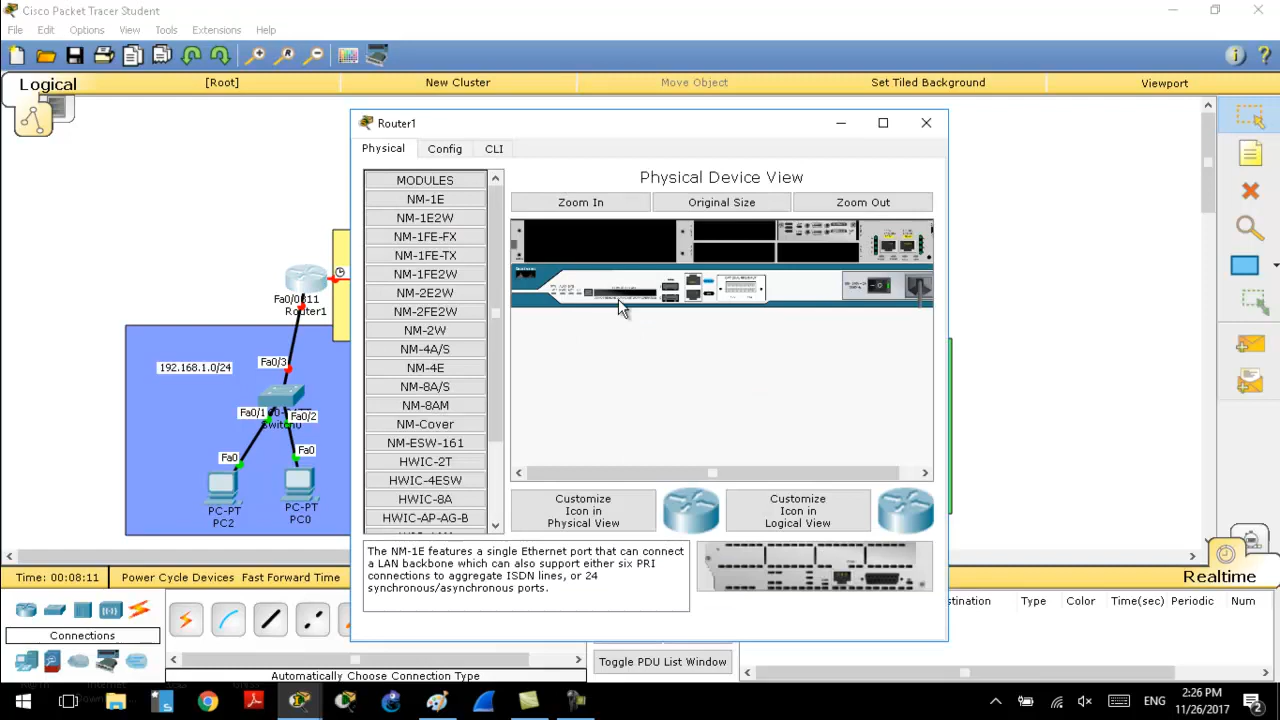 Cisco Packet Tracer Student
File Edit Options View Tools Extensions Help
Logical
[Root]
New Cluster
Move Object
Set Tiled Background
Viewport
Router1
Physical
Config
CLI
MODULES
NM-1E
NM-1E2W
NM-1FE-FX
NM-1FE-TX
NM-1FE2W
NM-2E2W
NM-2FE2W
NM-2W
NM-4A/S
NM-4E
NM-8A/S
NM-8AM
NM-Cover
NM-ESW-161
HWIC-2T
HWIC-4ESW
HWIC-8A
HWIC-AP-AG-B
Physical Device View
Zoom In
Original Size
Zoom Out
Customize
Icon in
Physical View
Customize
Icon in
Logical View
The NM-1E features a single Ethernet port that can connect
a LAN backbone which can also support either six PRI
connections to aggregate ISDN lines, or 24
synchronous/asynchronous ports.
Router1
Fa0/3
192.168.1.0/24
Fa0/1
Fa0/2
Fa0
Fa0
PC-PT
PC2
PC-PT
PC0
Time: 00:08:11
Power Cycle Devices Fast Forward Time
Realtime
Connections
Automatically Choose Connection Type
Toggle PDU List Window
stination
Type
Color
Time(sec)
Periodic
Num
ENG
2:26 PM
11/26/2017
2